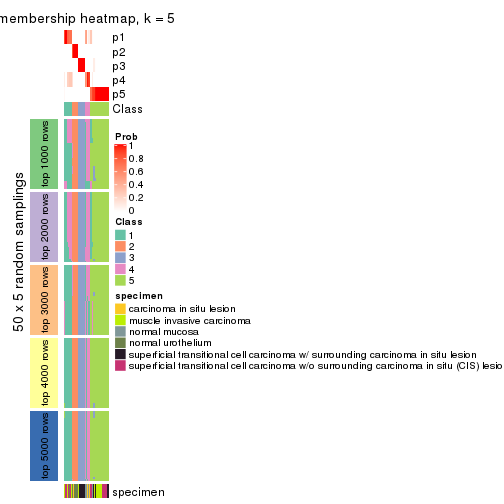 membership heatmap, k = 5
p1
p2
p3
p4
p5
Class
50 x 5 random samplings
top 1000 rows
top 2000 rows
top 3000 rows
top 4000 rows
top 5000 rows
Prob
1
0.8
0.6
0.4
0.2
0
Class
1
2
3
4
5
specimen
carcinoma in situ lesion
muscle invasive carcinoma
normal mucosa
normal urothelium
superficial transitional cell carcinoma w/ surrounding carcinoma in situ lesion
superficial transitional cell carcinoma w/o surrounding carcinoma in situ (CIS) lesio
specimen